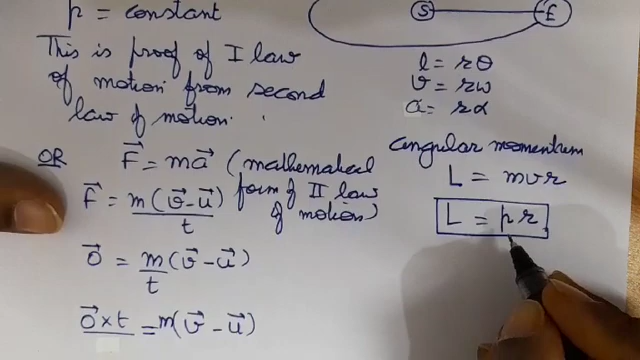 p = constant
This is proof of I law
of motion from second
law of motion.
OR F⃗ = ma⃗ (mathematical
form of II law
of motion)
F⃗ = m(v⃗-u⃗)/t
0⃗ = m/t (v⃗-u⃗)
0⃗ × t = m(v⃗ - u⃗)
S E
l = rθ
v = rω
a = rα
angular momentum
L = mvr
L = pr